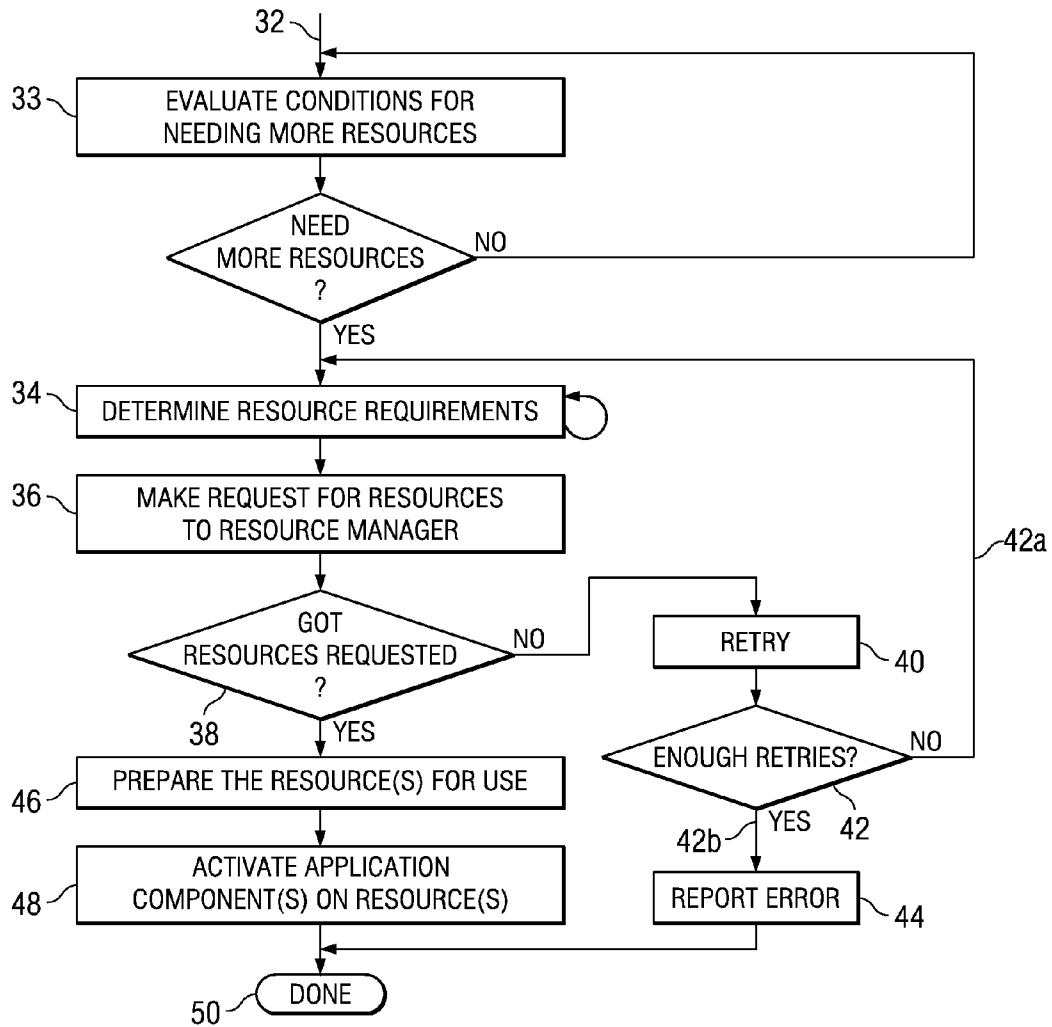 32
33
EVALUATE CONDITIONS FOR
NEEDING MORE RESOURCES
NEED
MORE RESOURCES
?
NO
YES
34
DETERMINE RESOURCE REQUIREMENTS
36
MAKE REQUEST FOR RESOURCES
TO RESOURCE MANAGER
42a
GOT
RESOURCES REQUESTED
?
NO
38
YES
RETRY
40
ENOUGH RETRIES?
NO
42
42b
YES
46
PREPARE THE RESOURCE(S) FOR USE
48
ACTIVATE APPLICATION
COMPONENT(S) ON RESOURCE(S)
REPORT ERROR
44
50
DONE